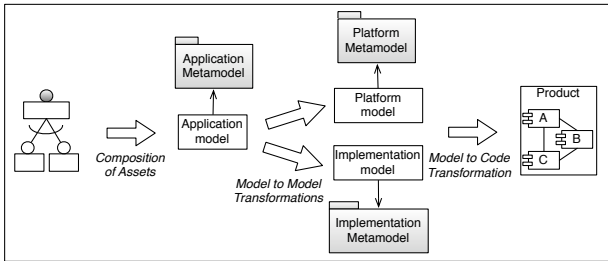 Application
Metamodel
Application
model
Composition
of Assets
Model to Model
Transformations
Platform
Metamodel
Platform
model
Implementation
model
Implementation
Metamodel
Model to Code
Transformation
Product
A
B
C